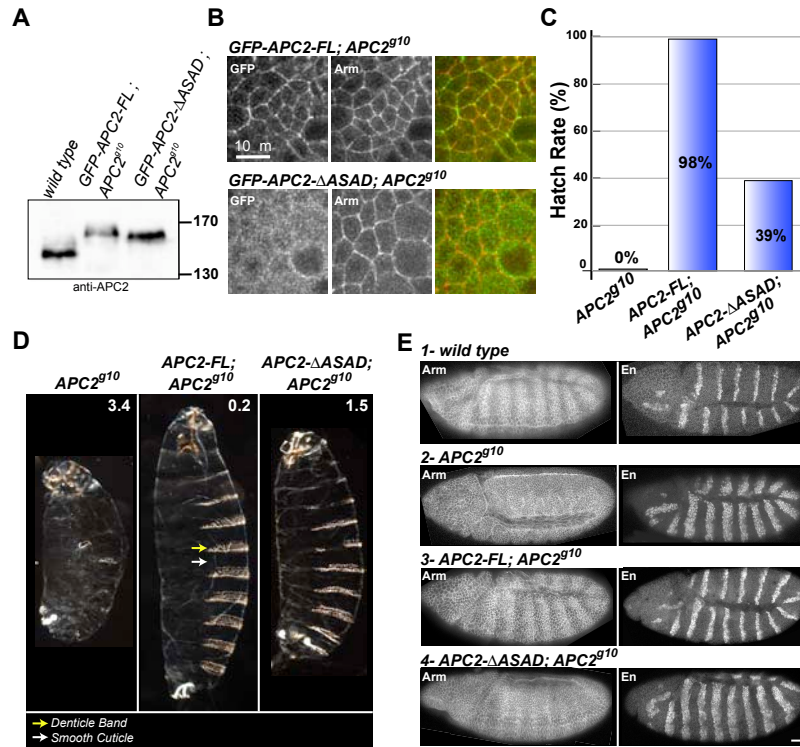 A
wild type
GFP-APC2-FL;
APC2g10
GFP-APC2-ΔASAD;
APC2g10
170
130
anti-APC2
B
GFP-APC2-FL; APC2g10
GFP
Arm
10 m
GFP-APC2-ΔASAD; APC2g10
GFP
Arm
C
Hatch Rate (%)
100
80
60
40
20
0
0%
98%
39%
APC2g10
APC2-FL;
APC2g10
APC2-ΔASAD;
APC2g10
D
APC2g10
APC2-FL;
APC2g10
APC2-ΔASAD;
APC2g10
3.4
0.2
1.5
Denticle Band
Smooth Cuticle
E
1- wild type
Arm
En
2- APC2g10
Arm
En
3- APC2-FL; APC2g10
Arm
En
4- APC2-ΔASAD; APC2g10
Arm
En